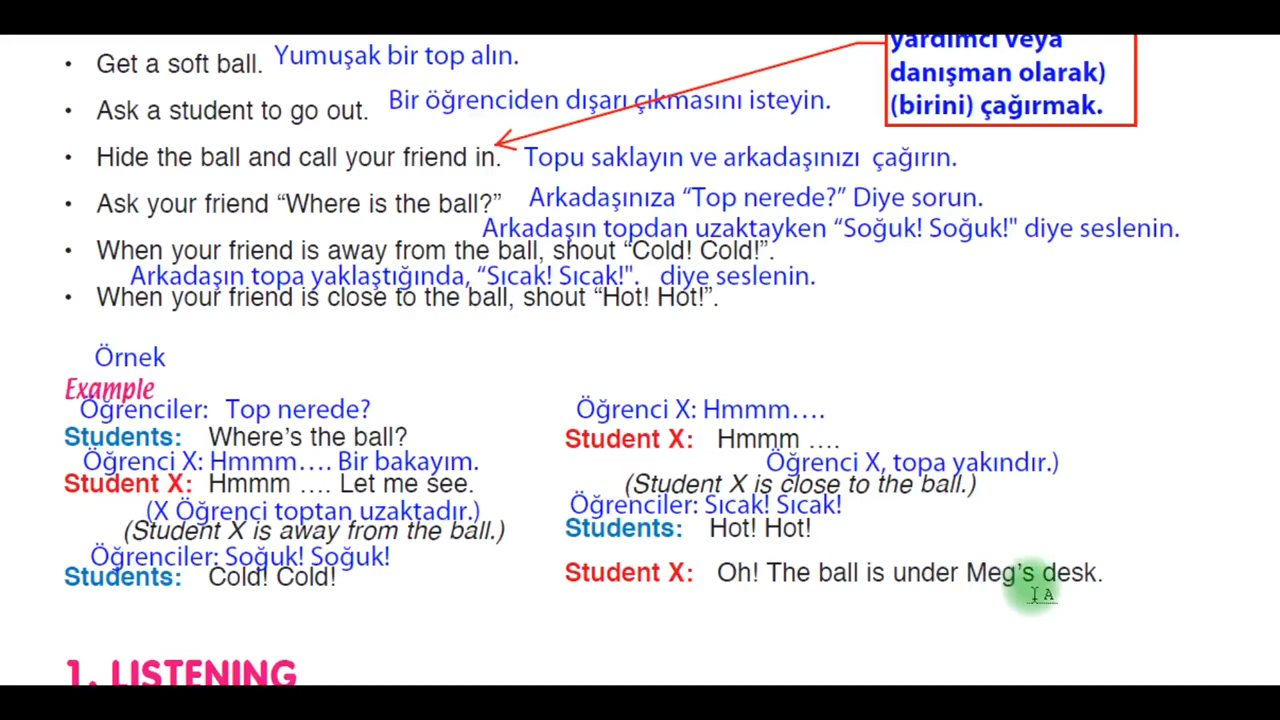 yardımcı veya
danışman olarak)
(birini) çağırmak.
• Get a soft ball. Yumuşak bir top alın.
• Ask a student to go out. Bir öğrenciden dışarı çıkmasını isteyin.
• Hide the ball and call your friend in. Topu saklayın ve arkadaşınızı çağırın.
• Ask your friend “Where is the ball?” Arkadaşınıza “Top nerede?” Diye sorun.
Arkadaşın topdan uzaktayken “Soğuk! Soğuk!" diye seslenin.
• When your friend is away from the ball, shout “Cold! Cold!”.
Arkadaşın topa yaklaştığında, “Sıcak! Sıcak!". diye seslenin.
• When your friend is close to the ball, shout “Hot! Hot!”.
Örnek
Example
Öğrenciler: Top nerede?
Students: Where’s the ball?
Öğrenci X: Hmmm…. Bir bakayım.
Student X: Hmmm …. Let me see.
(X Öğrenci toptan uzaktadır.)
(Student X is away from the ball.)
Öğrenciler: Soğuk! Soğuk!
Students: Cold! Cold!
Öğrenci X: Hmmm….
Student X: Hmmm ….
Öğrenci X, topa yakındır.)
(Student X is close to the ball.)
Öğrenciler: Sıcak! Sıcak!
Students: Hot! Hot!
Student X: Oh! The ball is under Meg’s desk.
1. LISTENING